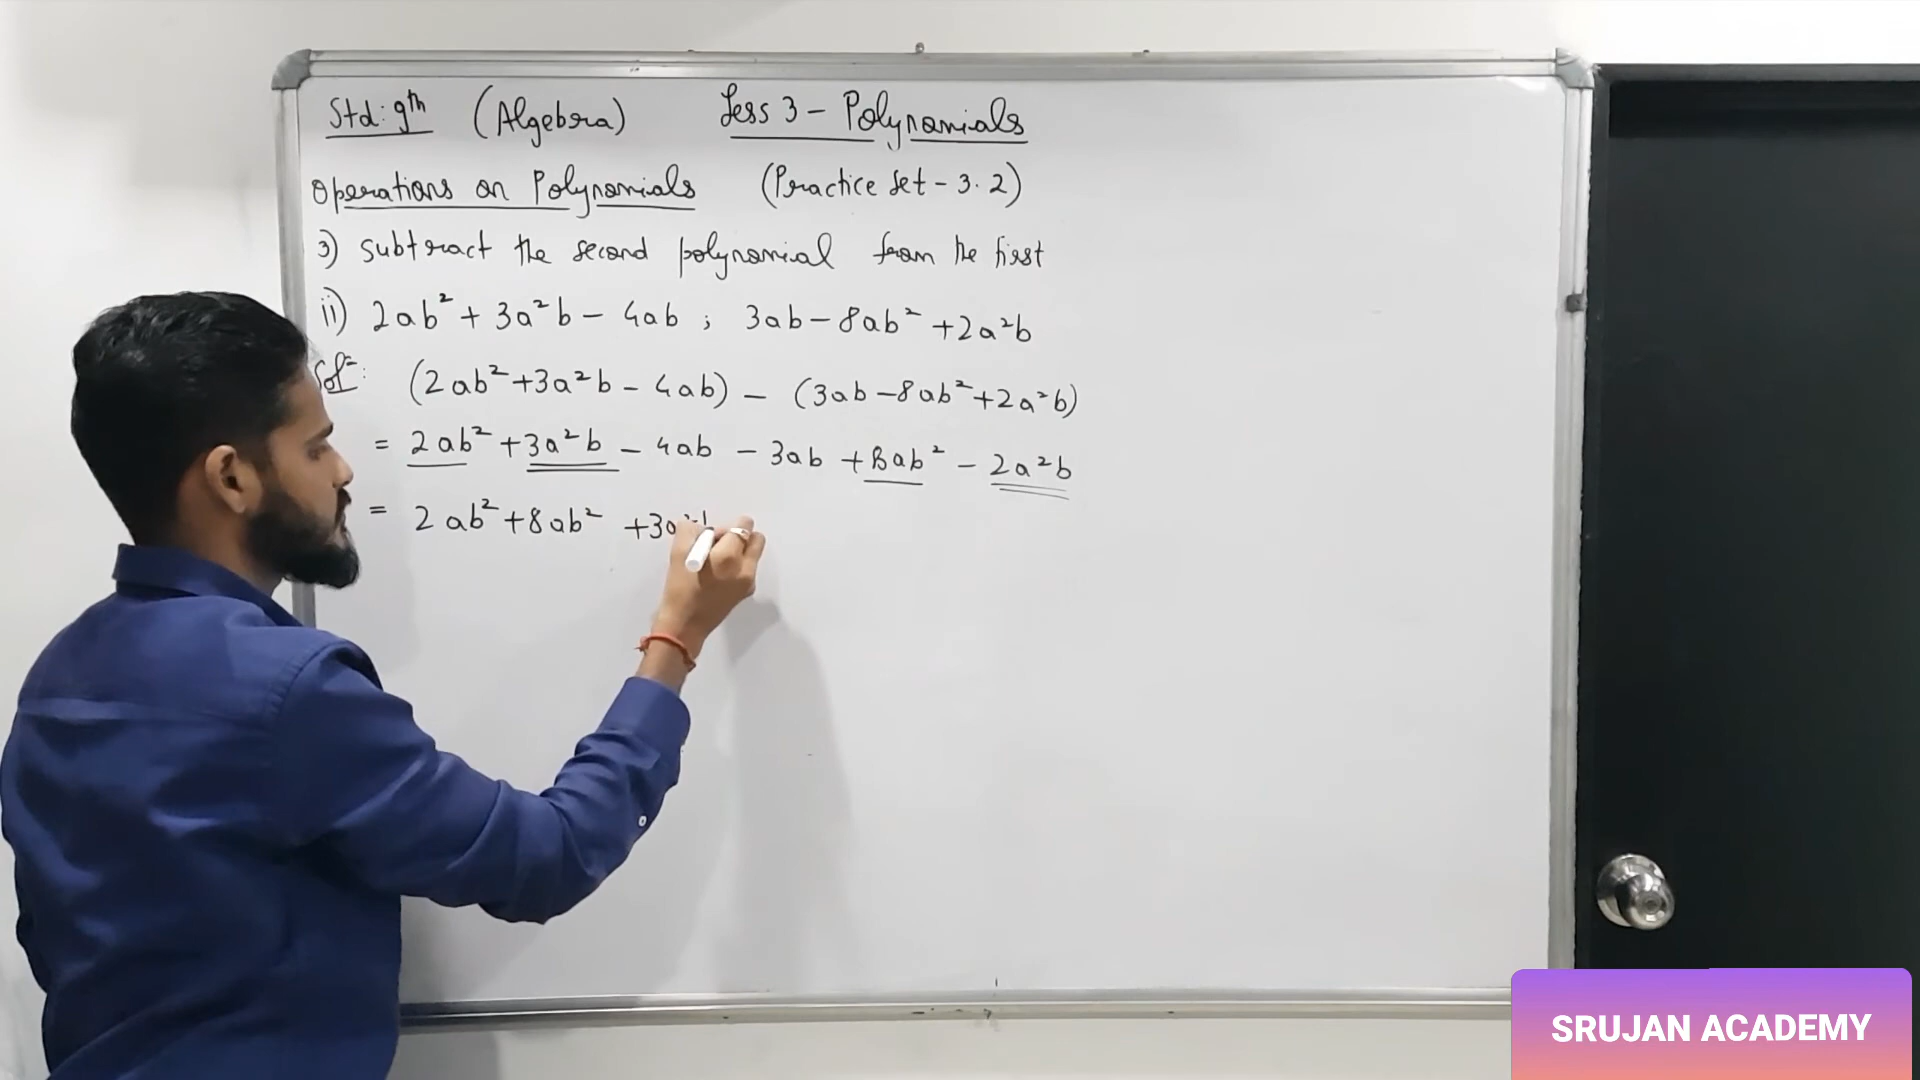 Std: 9th (Algebra) Less 3 - Polynomials
Operations on Polynomials (Practice Set - 3.2)
3) Subtract the second polynomial from the first
ii) 2ab² + 3a²b - 4ab ; 3ab - 8ab² + 2a²b
Solⁿ: (2ab² + 3a²b - 4ab) - (3ab - 8ab² + 2a²b)
= 2ab² + 3a²b - 4ab - 3ab + 8ab² - 2a²b
= 2ab² + 8ab² + 3a²b
SRUJAN ACADEMY